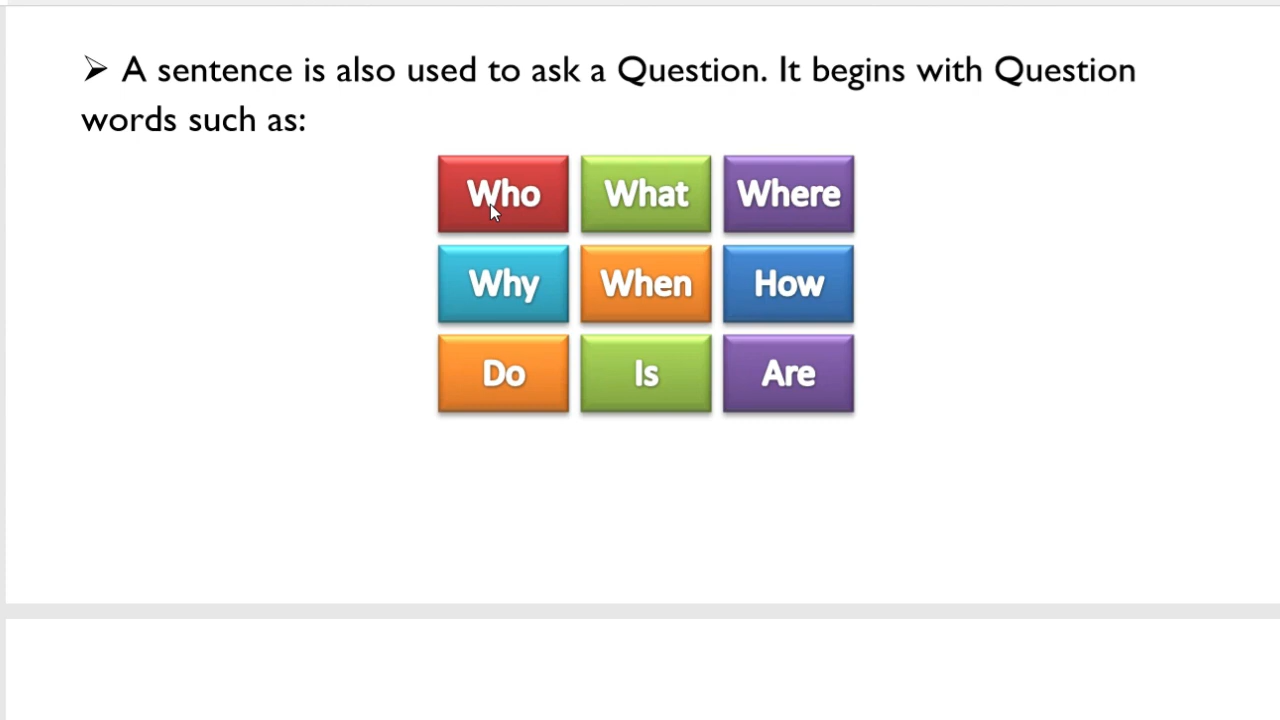 ➢ A sentence is also used to ask a Question. It begins with Question
words such as:
Who What Where
Why When How
Do Is Are